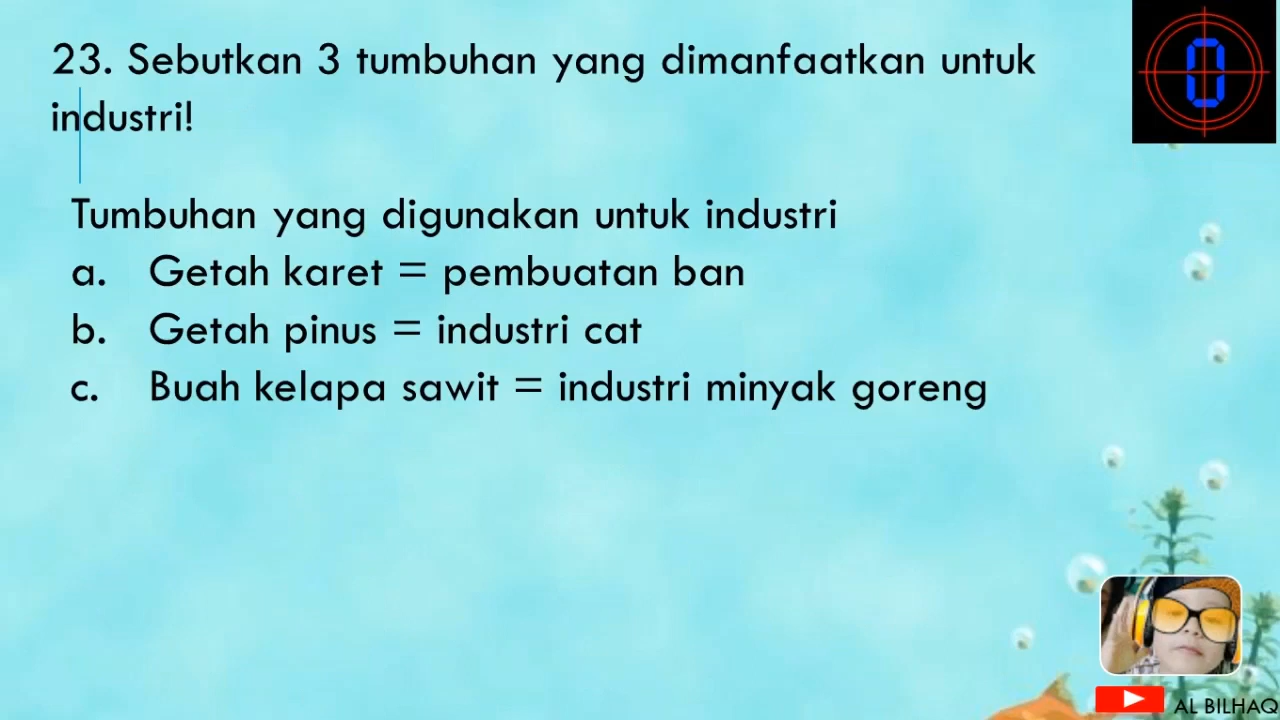 23. Sebutkan 3 tumbuhan yang dimanfaatkan untuk
industri!
0
Tumbuhan yang digunakan untuk industri
a. Getah karet = pembuatan ban
b. Getah pinus = industri cat
c. Buah kelapa sawit = industri minyak goreng
AL BILHAQ